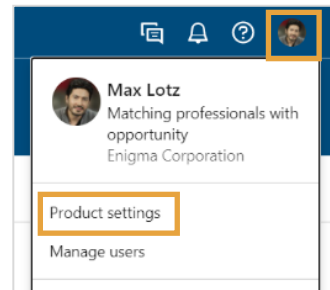 Max Lotz
Matching professionals with
opportunity
Enigma Corporation
Product settings
Manage users